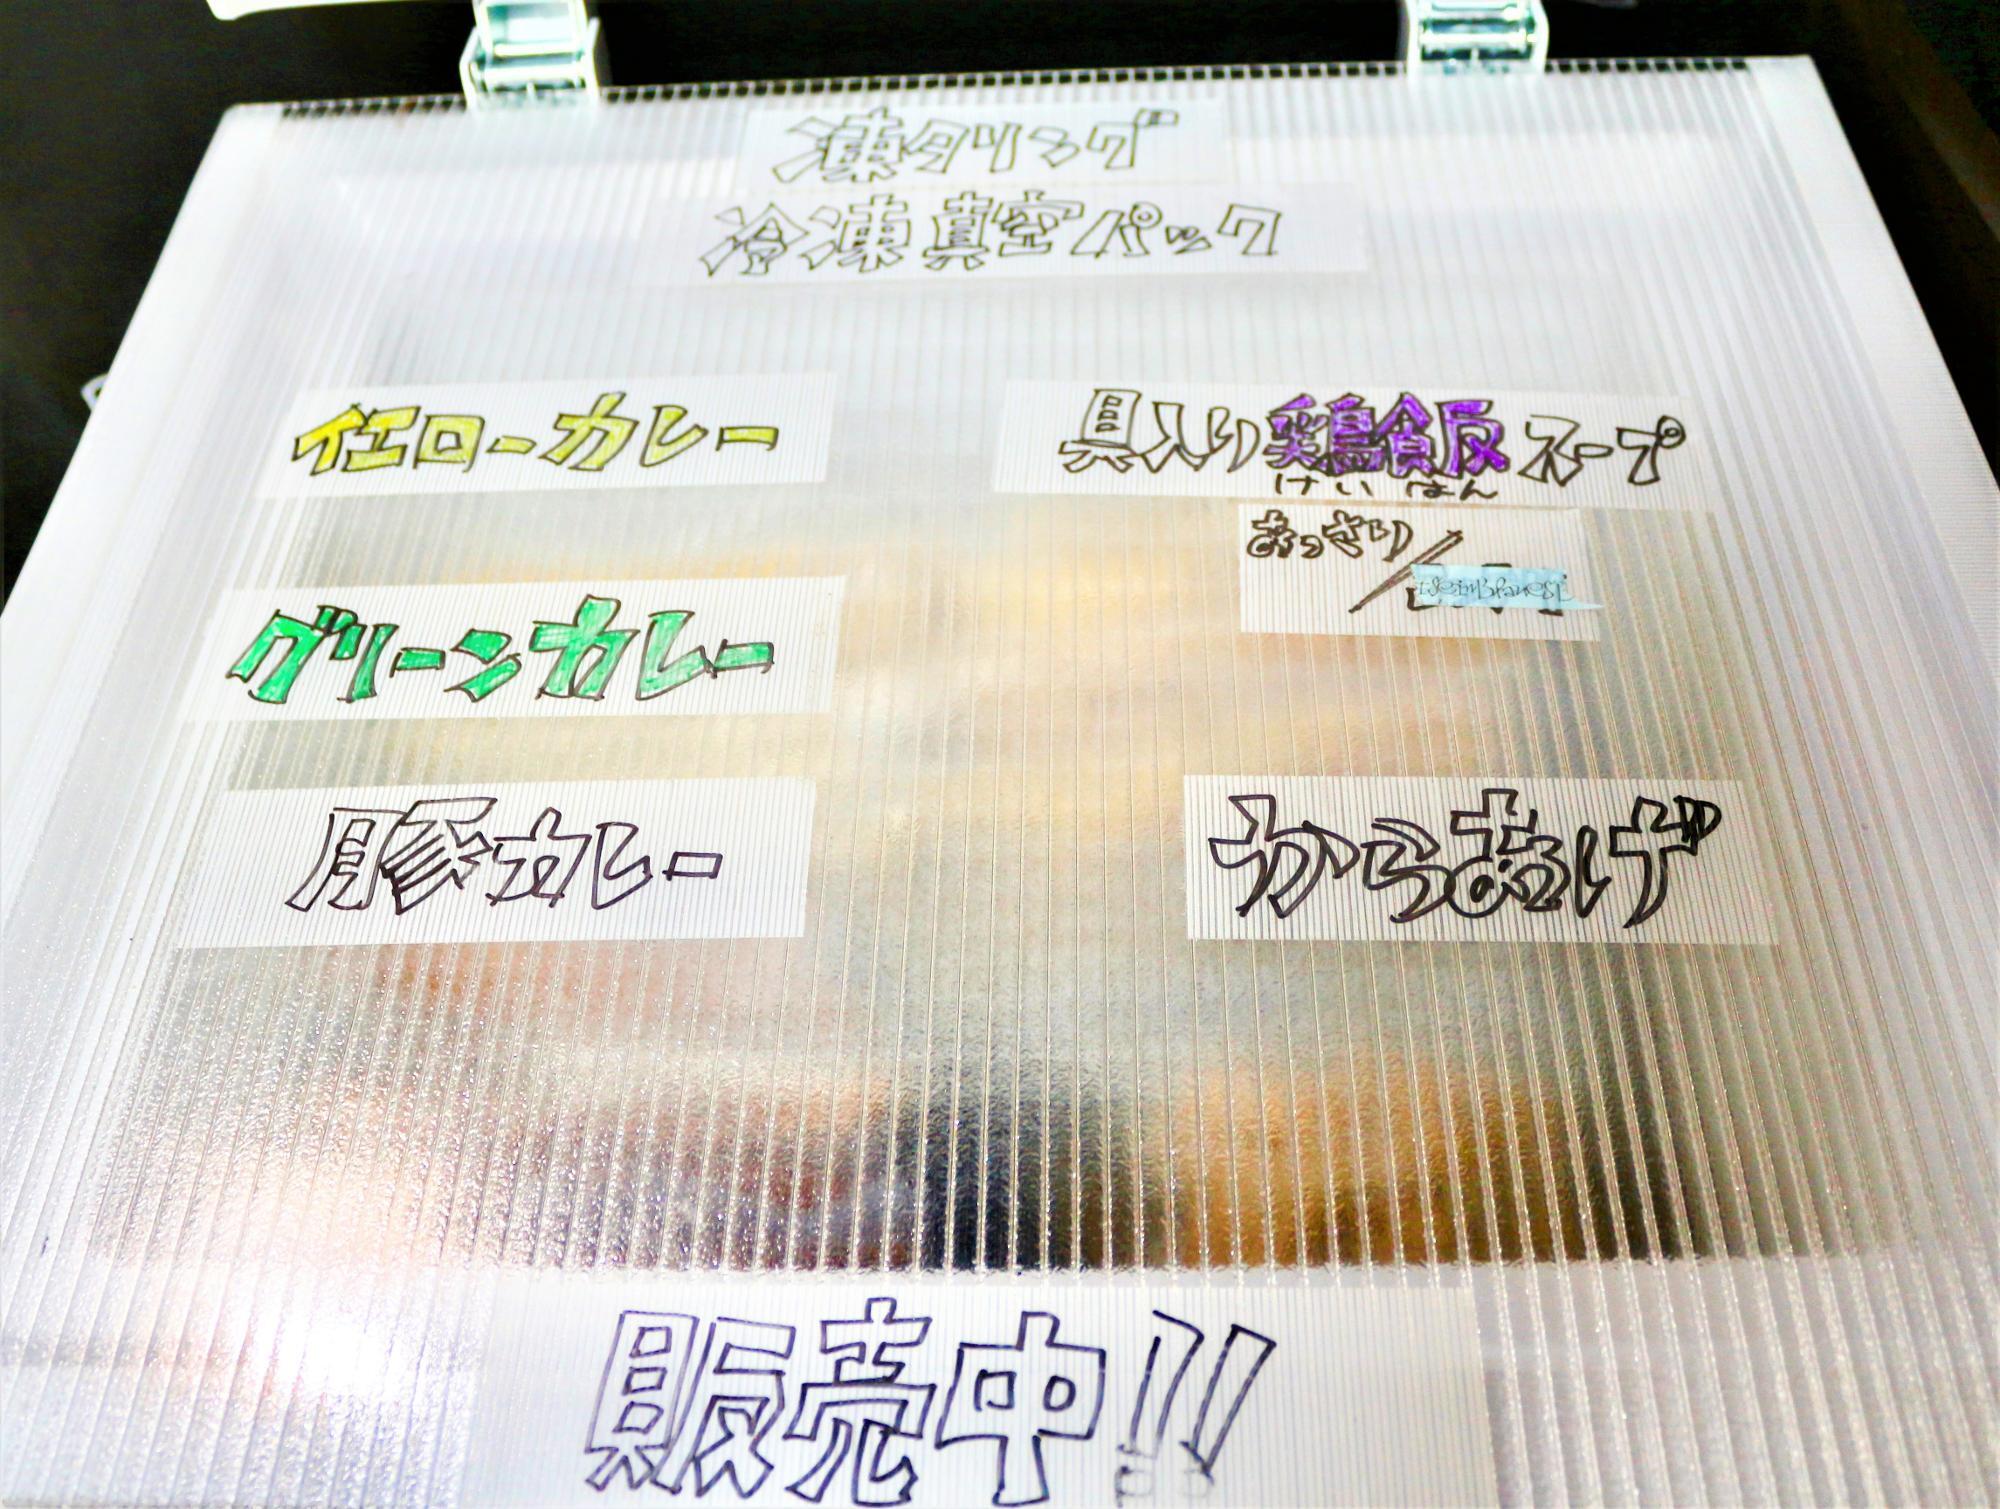 凍タリング
冷凍真空パック
イエローカレー
グリーンカレー
豚カレー
具入り鶏飯スープ
けいはん
あっさり/
からあげ
販売中!!